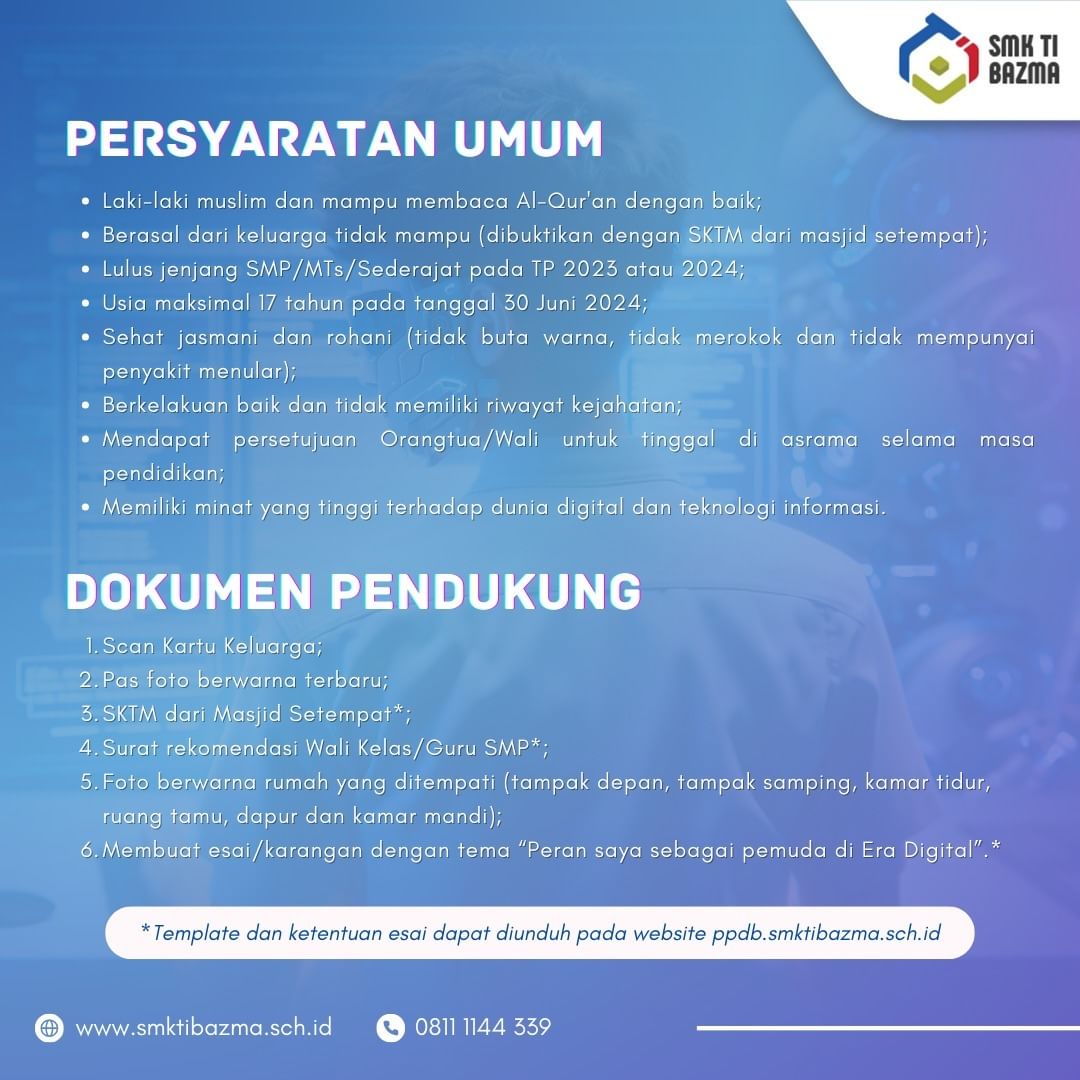 SMK TI
BAZMA
PERSYARATAN UMUM
• Laki-laki muslim dan mampu membaca Al-Qur'an dengan baik;
• Berasal dari keluarga tidak mampu (dibuktikan dengan SKTM dari masjid setempat);
• Lulus jenjang SMP/MTs/Sederajat pada TP 2023 atau 2024;
• Usia maksimal 17 tahun pada tanggal 30 Juni 2024;
• Sehat jasmani dan rohani (tidak buta warna, tidak merokok dan tidak mempunyai
penyakit menular);
• Berkelakuan baik dan tidak memiliki riwayat kejahatan;
• Mendapat persetujuan Orangtua/Wali untuk tinggal di asrama selama masa
pendidikan;
• Memiliki minat yang tinggi terhadap dunia digital dan teknologi informasi.
DOKUMEN PENDUKUNG
1. Scan Kartu Keluarga;
2. Pas foto berwarna terbaru;
3. SKTM dari Masjid Setempat*;
4. Surat rekomendasi Wali Kelas/Guru SMP*;
5. Foto berwarna rumah yang ditempati (tampak depan, tampak samping, kamar tidur,
ruang tamu, dapur dan kamar mandi);
6. Membuat esai/karangan dengan tema “Peran saya sebagai pemuda di Era Digital”.*
*Template dan ketentuan esai dapat diunduh pada website ppdb.smktibazma.sch.id
www.smktibazma.sch.id
0811 1144 339